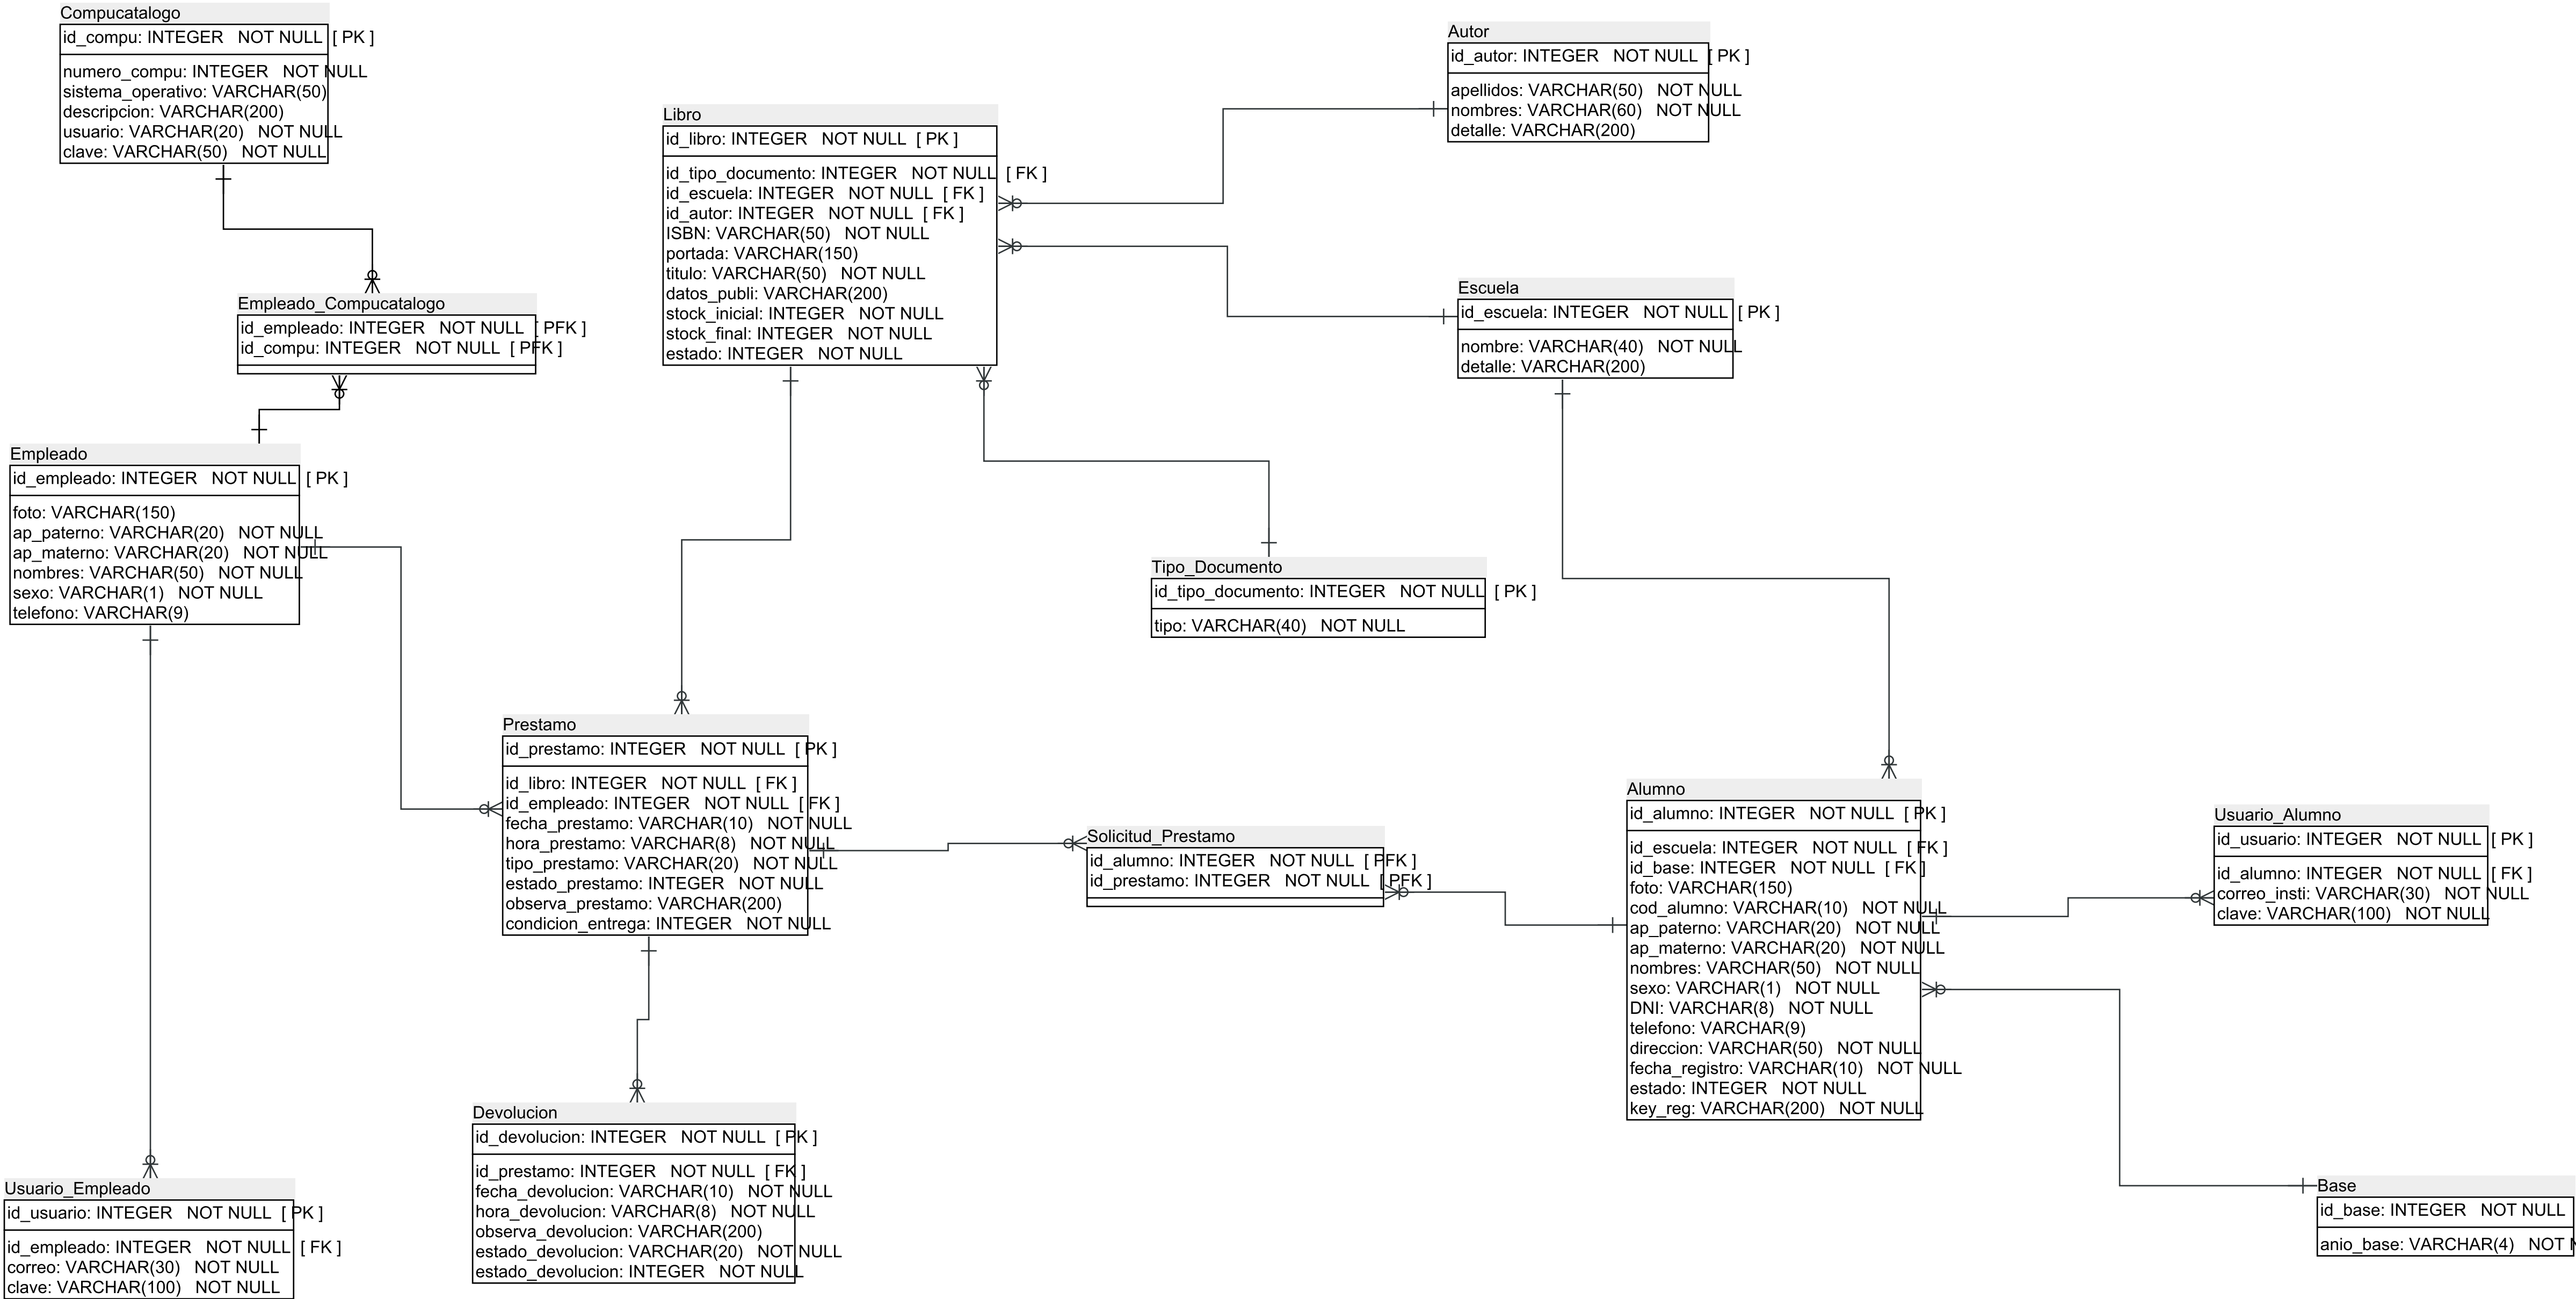 Compucatalogo
id_compu: INTEGER NOT NULL [ PK ]
numero_compu: INTEGER NOT NULL
sistema_operativo: VARCHAR(50)
descripcion: VARCHAR(200)
usuario: VARCHAR(20) NOT NULL
clave: VARCHAR(50) NOT NULL
Autor
id_autor: INTEGER NOT NULL [ PK ]
apellidos: VARCHAR(50) NOT NULL
nombres: VARCHAR(60) NOT NULL
detalle: VARCHAR(200)
Libro
id_libro: INTEGER NOT NULL [ PK ]
id_tipo_documento: INTEGER NOT NULL [ FK ]
id_escuela: INTEGER NOT NULL [ FK ]
id_autor: INTEGER NOT NULL [ FK ]
ISBN: VARCHAR(50) NOT NULL
portada: VARCHAR(150)
titulo: VARCHAR(50) NOT NULL
datos_publi: VARCHAR(200)
stock_inicial: INTEGER NOT NULL
stock_final: INTEGER NOT NULL
estado: INTEGER NOT NULL
Escuela
id_escuela: INTEGER NOT NULL [ PK ]
nombre: VARCHAR(40) NOT NULL
detalle: VARCHAR(200)
Empleado_Compucatalogo
id_empleado: INTEGER NOT NULL [ PFK ]
id_compu: INTEGER NOT NULL [ PFK ]
Empleado
id_empleado: INTEGER NOT NULL [ PK ]
foto: VARCHAR(150)
ap_paterno: VARCHAR(20) NOT NULL
ap_materno: VARCHAR(20) NOT NULL
nombres: VARCHAR(50) NOT NULL
sexo: VARCHAR(1) NOT NULL
telefono: VARCHAR(9)
Tipo_Documento
id_tipo_documento: INTEGER NOT NULL [ PK ]
tipo: VARCHAR(40) NOT NULL
Prestamo
id_prestamo: INTEGER NOT NULL [ PK ]
id_libro: INTEGER NOT NULL [ FK ]
id_empleado: INTEGER NOT NULL [ FK ]
fecha_prestamo: VARCHAR(10) NOT NULL
hora_prestamo: VARCHAR(8) NOT NULL
tipo_prestamo: VARCHAR(20) NOT NULL
estado_prestamo: INTEGER NOT NULL
observa_prestamo: VARCHAR(200)
condicion_entrega: INTEGER NOT NULL
Solicitud_Prestamo
id_alumno: INTEGER NOT NULL [ PFK ]
id_prestamo: INTEGER NOT NULL [ PFK ]
Alumno
id_alumno: INTEGER NOT NULL [ PK ]
id_escuela: INTEGER NOT NULL [ FK ]
id_base: INTEGER NOT NULL [ FK ]
foto: VARCHAR(150)
cod_alumno: VARCHAR(10) NOT NULL
ap_paterno: VARCHAR(20) NOT NULL
ap_materno: VARCHAR(20) NOT NULL
nombres: VARCHAR(50) NOT NULL
sexo: VARCHAR(1) NOT NULL
DNI: VARCHAR(8) NOT NULL
telefono: VARCHAR(9)
direccion: VARCHAR(50) NOT NULL
fecha_registro: VARCHAR(10) NOT NULL
estado: INTEGER NOT NULL
key_reg: VARCHAR(200) NOT NULL
Usuario_Alumno
id_usuario: INTEGER NOT NULL [ PK ]
id_alumno: INTEGER NOT NULL [ FK ]
correo_insti: VARCHAR(30) NOT NULL
clave: VARCHAR(100) NOT NULL
Devolucion
id_devolucion: INTEGER NOT NULL [ PK ]
id_prestamo: INTEGER NOT NULL [ FK ]
fecha_devolucion: VARCHAR(10) NOT NULL
hora_devolucion: VARCHAR(8) NOT NULL
observa_devolucion: VARCHAR(200)
estado_devolucion: VARCHAR(20) NOT NULL
estado_devolucion: INTEGER NOT NULL
Usuario_Empleado
id_usuario: INTEGER NOT NULL [ PK ]
id_empleado: INTEGER NOT NULL [ FK ]
correo: VARCHAR(30) NOT NULL
clave: VARCHAR(100) NOT NULL
Base
id_base: INTEGER NOT NULL
anio_base: VARCHAR(4) NOT